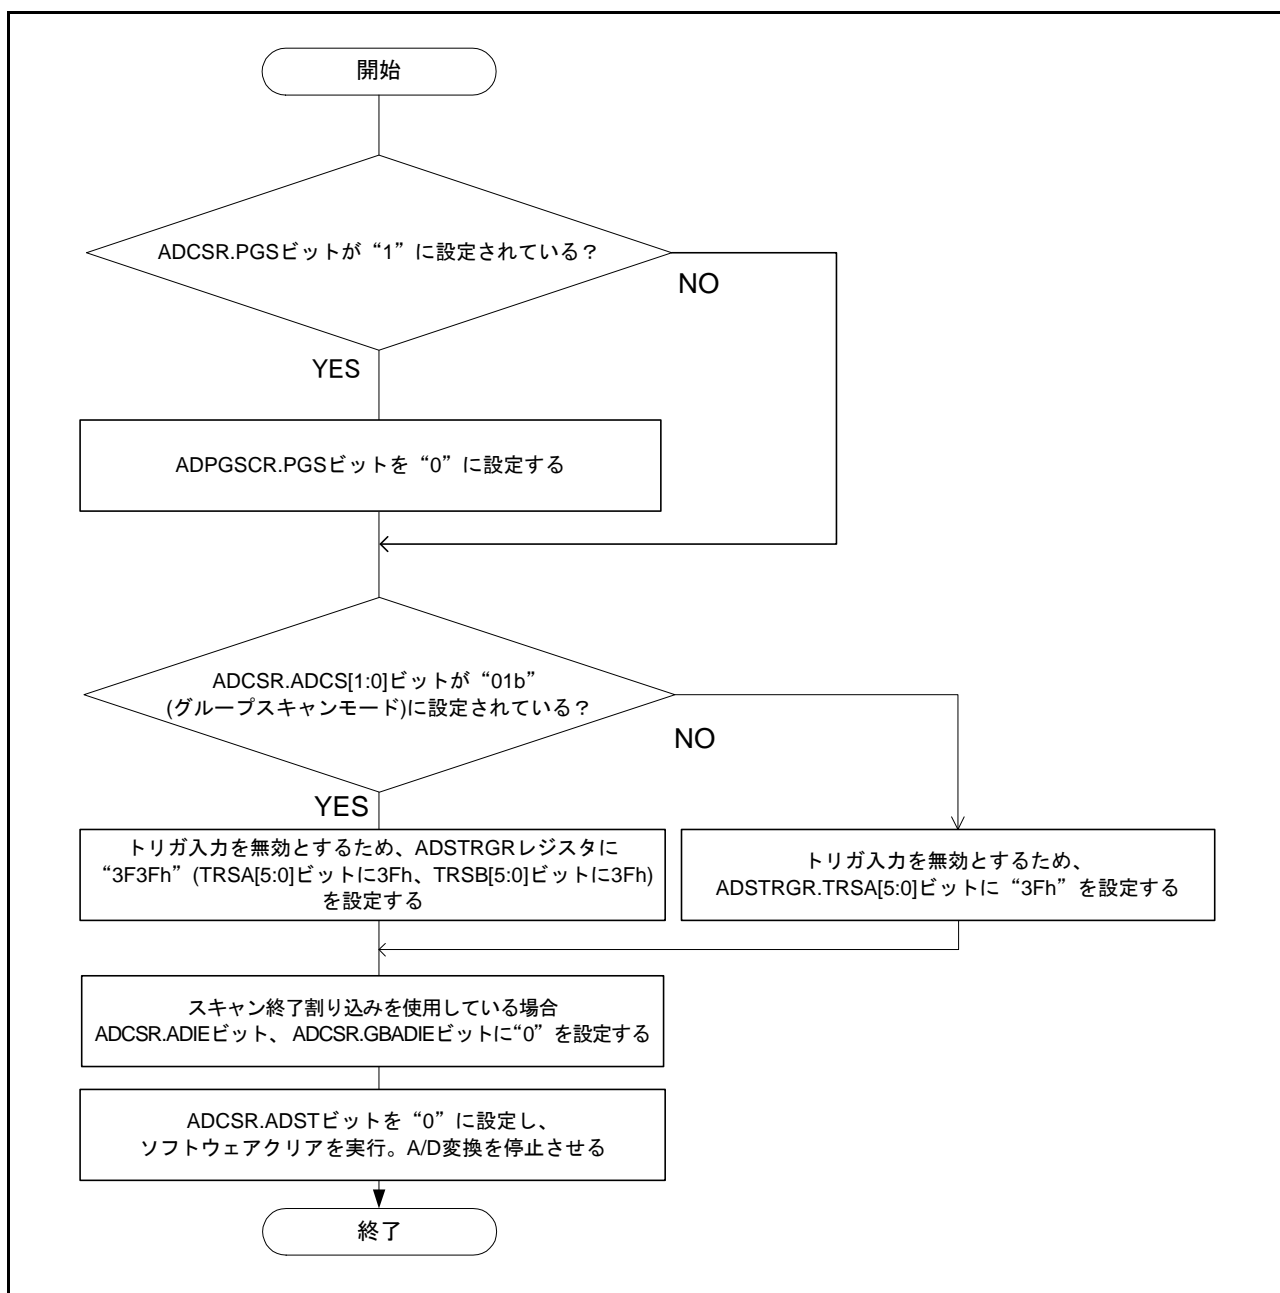 開始
ADCSR.PGSビットが“1”に設定されている？
NO
YES
ADPGSCR.PGSビットを“0”に設定する
ADCSR.ADCS[1:0]ビットが“01b”
(グループスキャンモード)に設定されている？
NO
YES
トリガ入力を無効とするため、ADSTRGRレジスタに
“3F3Fh”(TRSA[5:0]ビットに3Fh、TRSB[5:0]ビットに3Fh)
を設定する
トリガ入力を無効とするため、
ADSTRGR.TRSA[5:0]ビットに“3Fh”を設定する
スキャン終了割り込みを使用している場合
ADCSR.ADIEビット、ADCSR.GBADIEビットに“0”を設定する
ADCSR.ADSTビットを“0”に設定し、
ソフトウェアクリアを実行。A/D変換を停止させる
終了